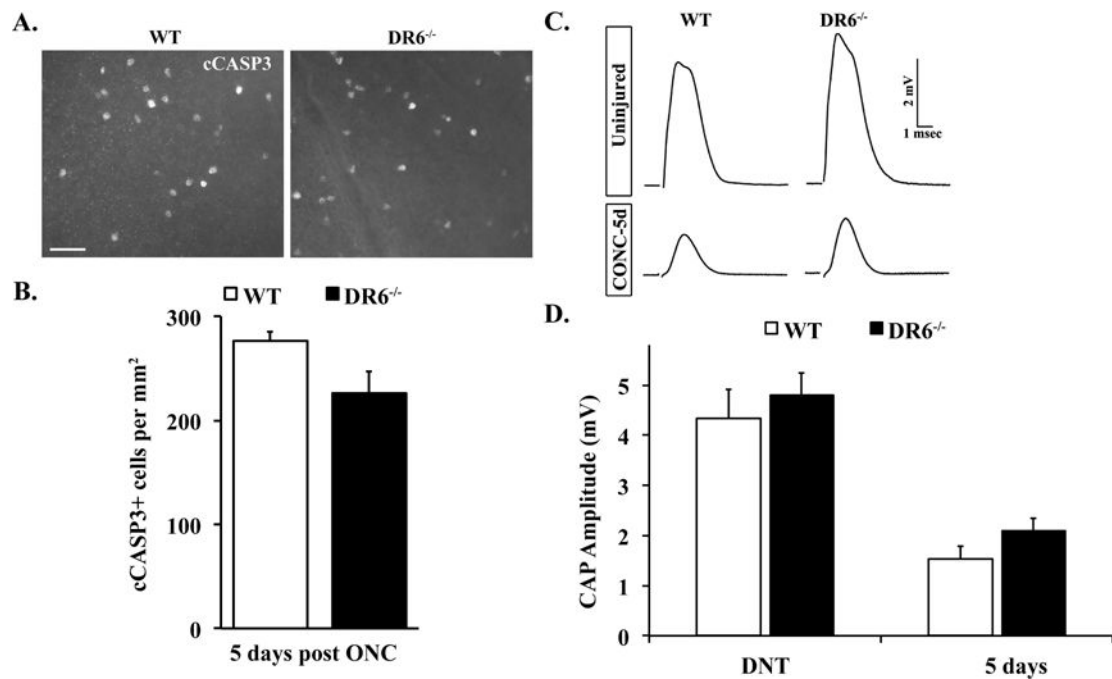 A.
WT DR6-/-
cCASP3
B.
WT DR6-/-
300
200
100
0
cCASP3+ cells per mm²
5 days post ONC
C.
WT DR6-/-
Uninjured
2 mV
1 msec
CONC-5d
D.
WT DR6-/-
5
4
3
2
1
0
CAP Amplitude (mV)
DNT 5 days